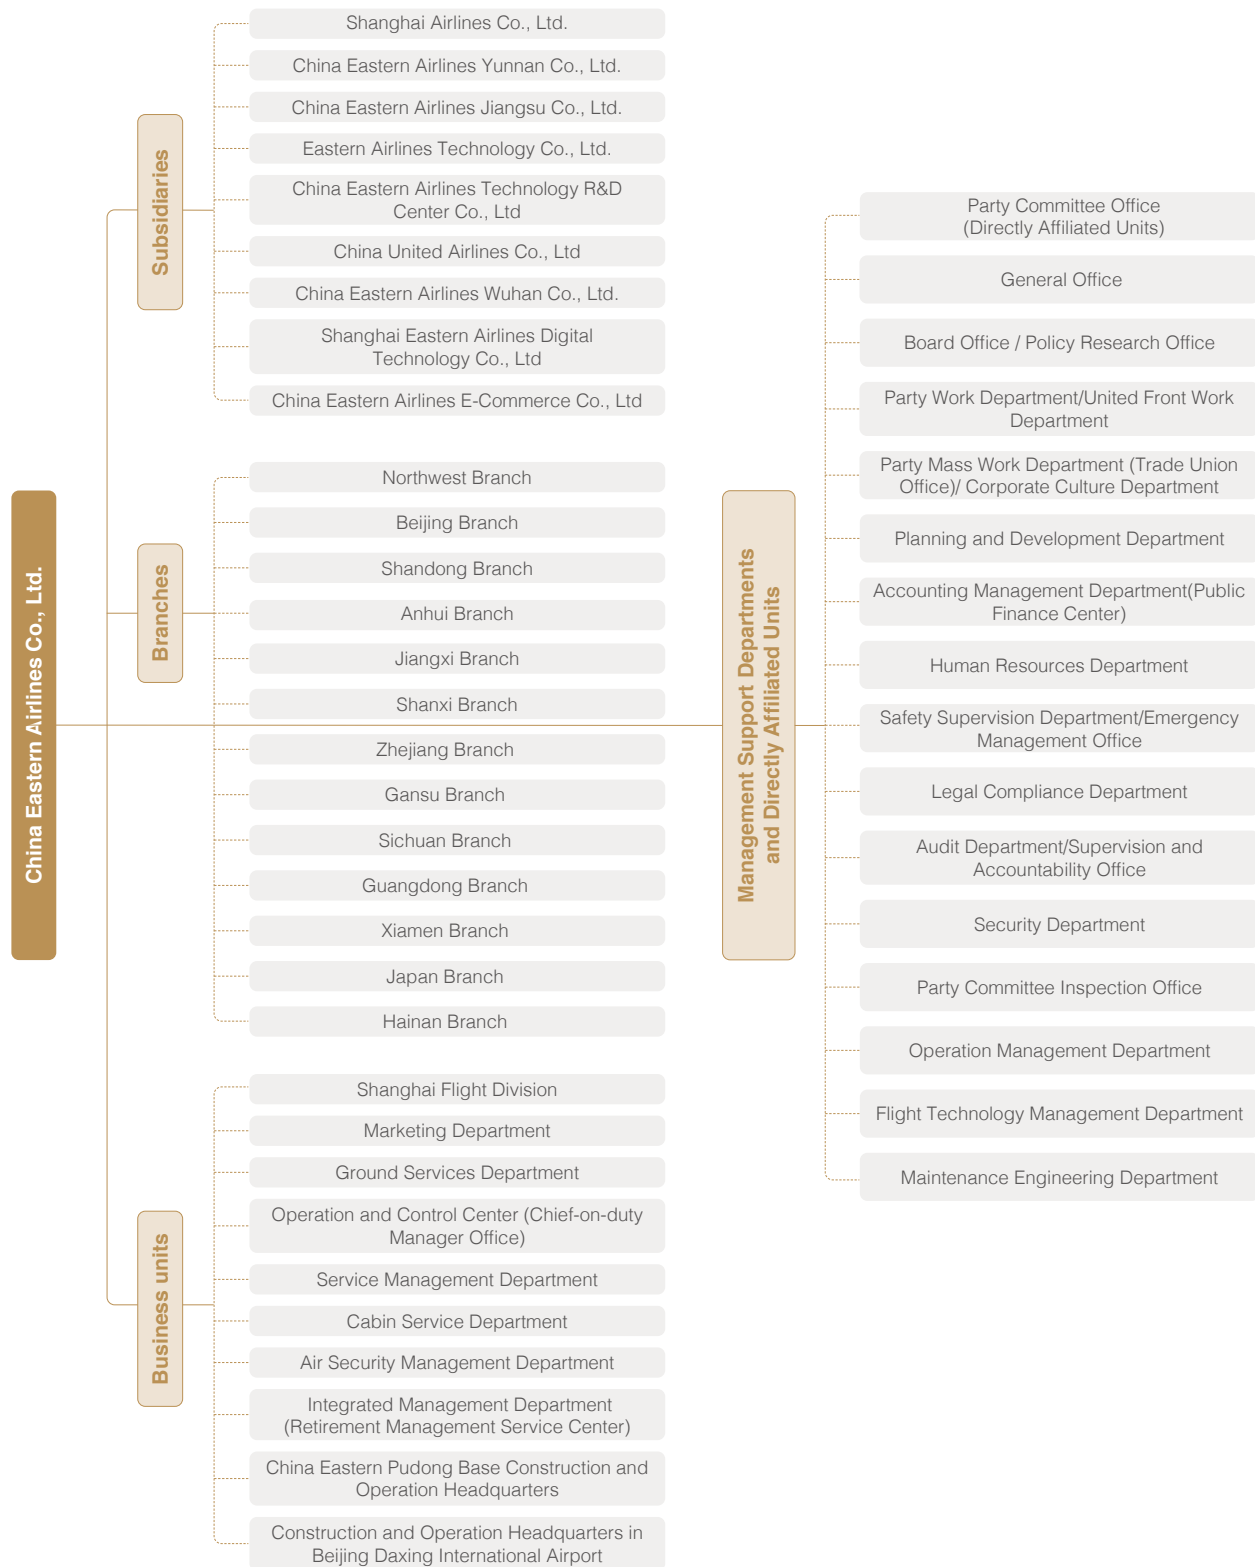 China Eastern Airlines Co., Ltd.
Subsidiaries
Shanghai Airlines Co., Ltd.
China Eastern Airlines Yunnan Co., Ltd.
China Eastern Airlines Jiangsu Co., Ltd.
Eastern Airlines Technology Co., Ltd.
China Eastern Airlines Technology R&D
Center Co., Ltd
China United Airlines Co., Ltd
China Eastern Airlines Wuhan Co., Ltd.
Shanghai Eastern Airlines Digital
Technology Co., Ltd
China Eastern Airlines E-Commerce Co., Ltd
Branches
Northwest Branch
Beijing Branch
Shandong Branch
Anhui Branch
Jiangxi Branch
Shanxi Branch
Zhejiang Branch
Gansu Branch
Sichuan Branch
Guangdong Branch
Xiamen Branch
Japan Branch
Hainan Branch
Business units
Shanghai Flight Division
Marketing Department
Ground Services Department
Operation and Control Center (Chief-on-duty
Manager Office)
Service Management Department
Cabin Service Department
Air Security Management Department
Integrated Management Department
(Retirement Management Service Center)
China Eastern Pudong Base Construction and
Operation Headquarters
Construction and Operation Headquarters in
Beijing Daxing International Airport
Management Support Departments
and Directly Affiliated Units
Party Committee Office
(Directly Affiliated Units)
General Office
Board Office / Policy Research Office
Party Work Department/United Front Work
Department
Party Mass Work Department (Trade Union
Office)/ Corporate Culture Department
Planning and Development Department
Accounting Management Department(Public
Finance Center)
Human Resources Department
Safety Supervision Department/Emergency
Management Office
Legal Compliance Department
Audit Department/Supervision and
Accountability Office
Security Department
Party Committee Inspection Office
Operation Management Department
Flight Technology Management Department
Maintenance Engineering Department